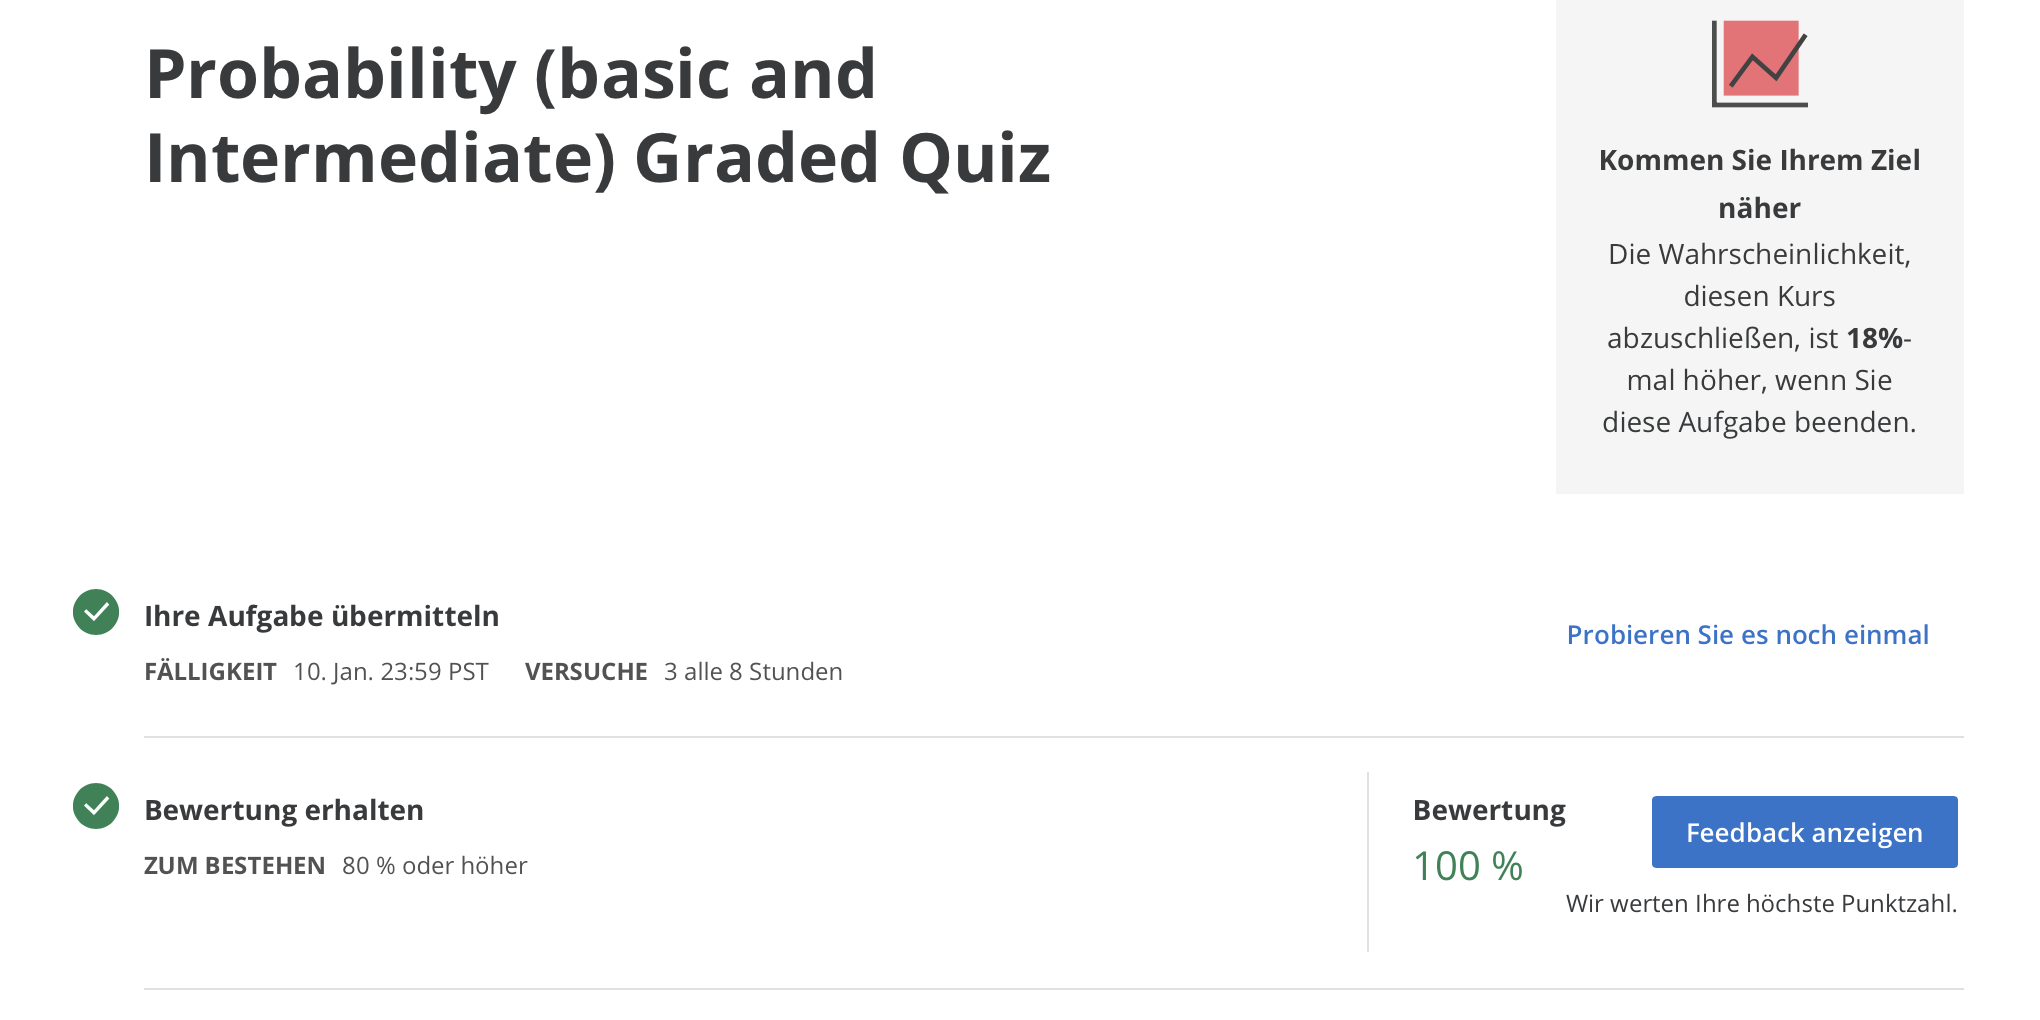 Probability (basic and
Intermediate) Graded Quiz
Kommen Sie Ihrem Ziel
näher
Die Wahrscheinlichkeit,
diesen Kurs
abzuschließen, ist 18%-
mal höher, wenn Sie
diese Aufgabe beenden.
Ihre Aufgabe übermitteln
FÄLLIGKEIT 10. Jan. 23:59 PST VERSUCHE 3 alle 8 Stunden
Probieren Sie es noch einmal
Bewertung erhalten
ZUM BESTEHEN 80 % oder höher
Bewertung
100 %
Feedback anzeigen
Wir werten Ihre höchste Punktzahl.